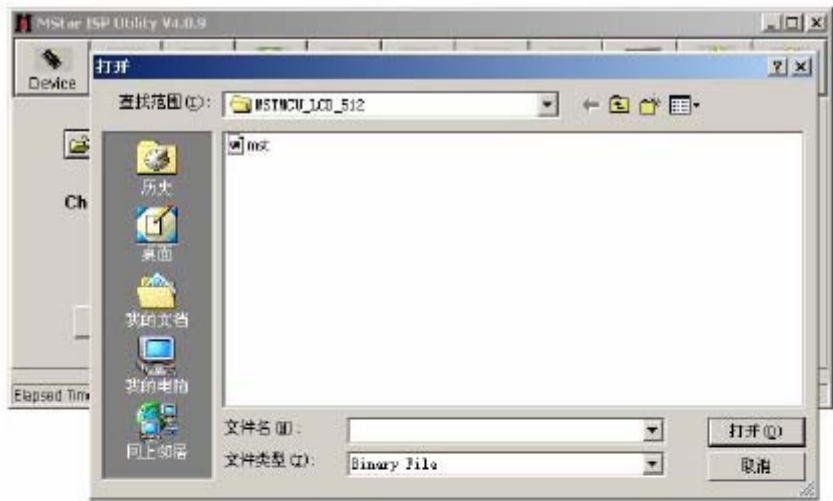 MStar ISP Utility V4.0.9
Device
打开
查找范围(I):
MSTMCU_LCD_512
mst
Ch
历史
桌面
我的文档
我的电脑
网上邻居
Elapsed Tim
文件名(N):
打开(O)
文件类型(T):
Binary File
取消